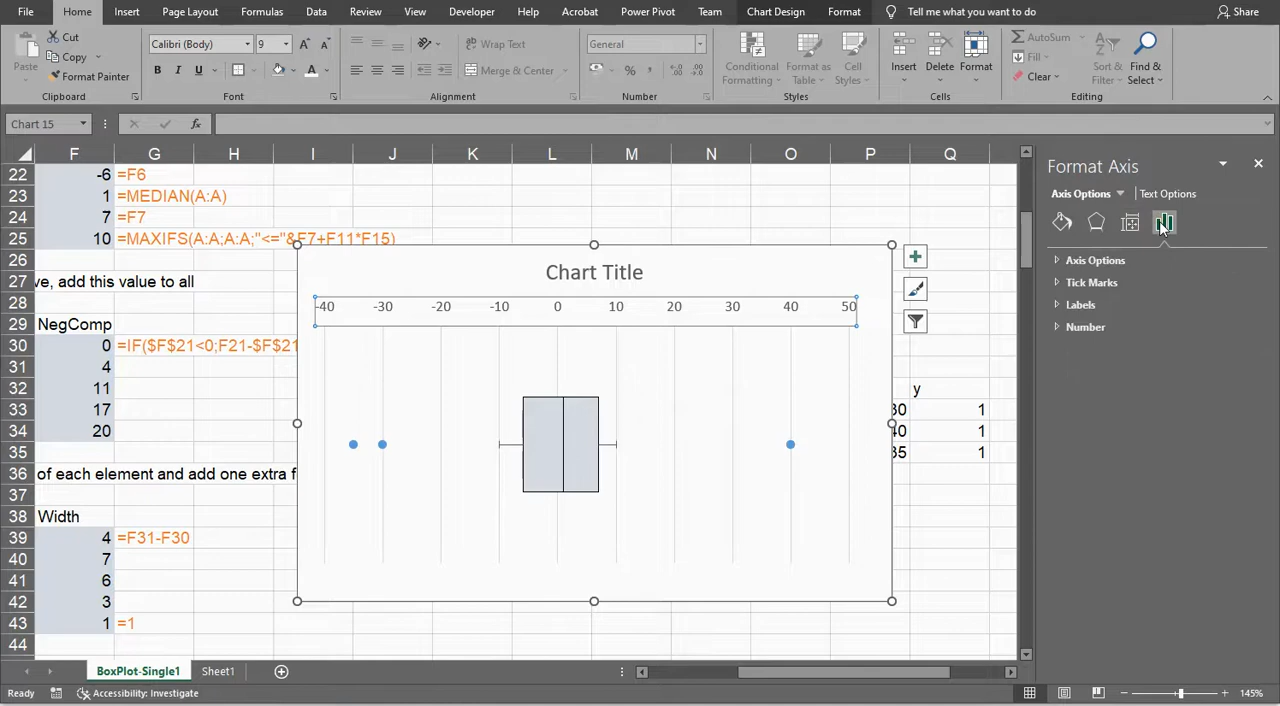 File Home Insert Page Layout Formulas Data Review View Developer Help Acrobat Power Pivot Team Chart Design Format Tell me what you want to do Share
Paste
Cut
Copy
Format Painter
Clipboard
Calibri (Body) 9 A A
B I U A
Font
Wrap Text
Merge & Center
Alignment
General
%
Number
Conditional Formatting
Format as Table
Cell Styles
Styles
Insert
Delete
Format
Cells
AutoSum
Fill
Clear
Sort & Filter
Find & Select
Editing
Chart 15 fx
F G H I J K L M N O P Q
22 -6 =F6
23 1 =MEDIAN(A:A)
24 7 =F7
25 10 =MAXIFS(A:A;A:A;"<="&F7+F11*F15)
26
27 ve, add this value to all
28
29 NegComp
30 0 =IF($F$21<0;F21-$F$21
31 4
32 11 y
33 17 30 1
34 20 40 1
35 35 1
36 of each element and add one extra f
37
38 Width
39 4 =F31-F30
40 7
41 6
42 3
43 1 =1
44
Chart Title
-40 -30 -20 -10 0 10 20 30 40 50
Format Axis
Axis Options Text Options
Axis Options
Tick Marks
Labels
Number
BoxPlot-Single1 Sheet1
Ready Accessibility: Investigate 145%